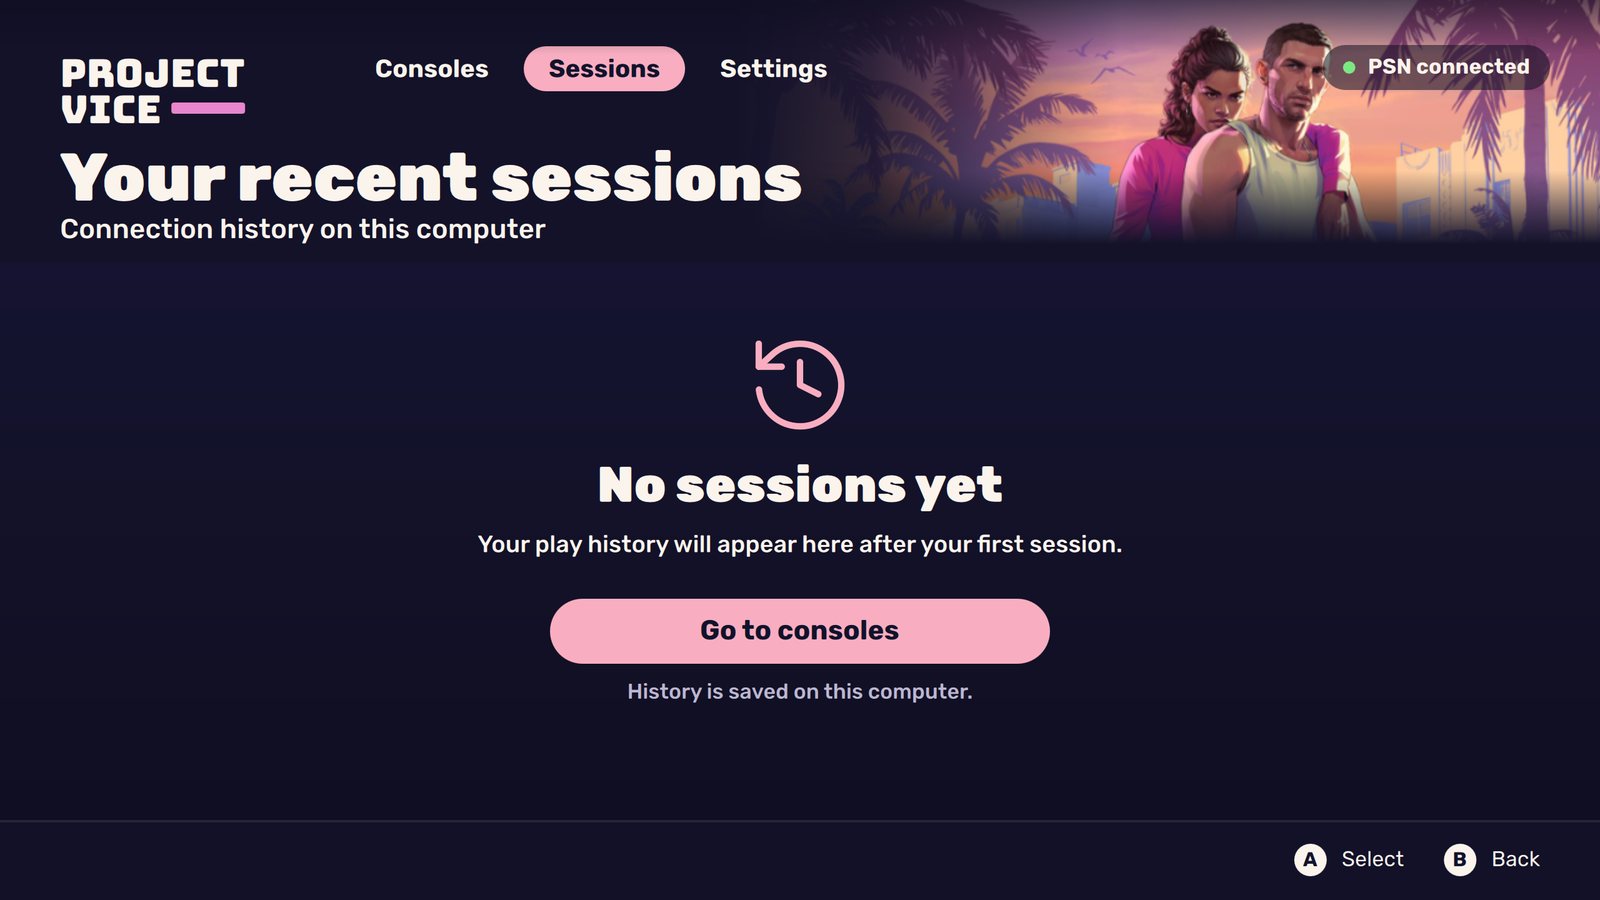 PROJECT
VICE
Consoles
Sessions
Settings
PSN connected
Your recent sessions
Connection history on this computer
No sessions yet
Your play history will appear here after your first session.
Go to consoles
History is saved on this computer.
A Select
B Back